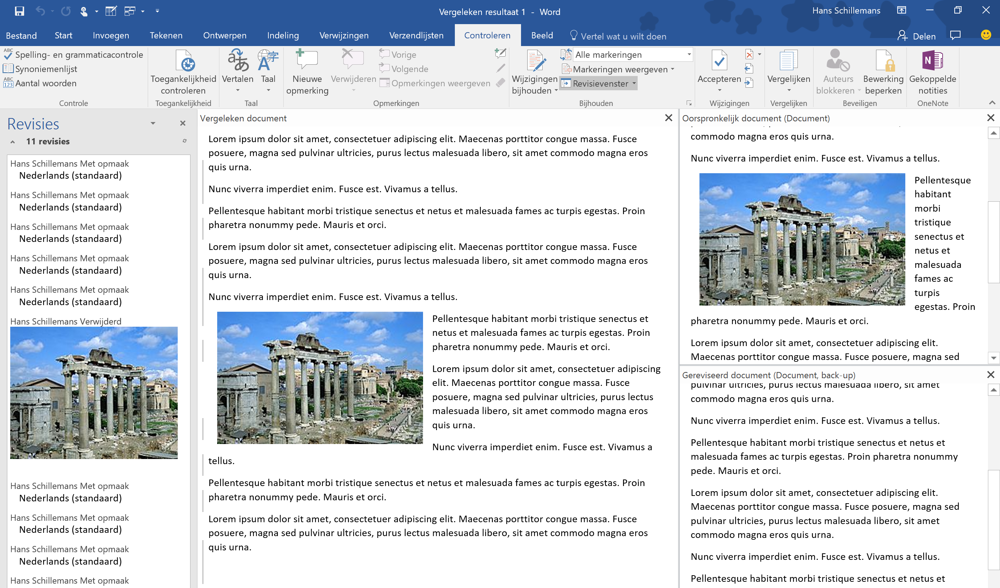 Vergeleken resultaat 1 - Word
Hans Schillemans
Bestand Start Invoegen Tekenen Ontwerpen Indeling Verwijzingen Verzendlijsten Controleren Beeld Vertel wat u wilt doen Delen
ABC Spelling- en grammaticacontrole
Synoniemenlijst
ABC 123 Aantal woorden
Controle
Toegankelijkheid
controleren
Toegankelijkheid
Vertalen
Taal
Taal
Nieuwe
opmerking
Verwijderen
Vorige
Volgende
Opmerkingen weergeven
Opmerkingen
Wijzigingen
bijhouden
Alle markeringen
Markeringen weergeven
Revisievenster
Bijhouden
Accepteren
Wijzigingen
Vergelijken
Vergelijken
Auteurs
blokkeren
Bewerking
beperken
Beveiligen
N
Gekoppelde
notities
OneNote
Revisies
11 revisies
Hans Schillemans Met opmaak
Nederlands (standaard)
Hans Schillemans Met opmaak
Nederlands (standaard)
Hans Schillemans Met opmaak
Nederlands (standaard)
Hans Schillemans Met opmaak
Nederlands (standaard)
Hans Schillemans Met opmaak
Nederlands (standaard)
Hans Schillemans Verwijderd
Hans Schillemans Met opmaak
Nederlands (standaard)
Hans Schillemans Met opmaak
Nederlands (standaard)
Hans Schillemans Met opmaak
Nederlands (standaard)
Hans Schillemans Met opmaak
Vergeleken document
Lorem ipsum dolor sit amet, consectetuer adipiscing elit. Maecenas porttitor congue massa. Fusce
posuere, magna sed pulvinar ultricies, purus lectus malesuada libero, sit amet commodo magna eros
quis urna.
Nunc viverra imperdiet enim. Fusce est. Vivamus a tellus.
Pellentesque habitant morbi tristique senectus et netus et malesuada fames ac turpis egestas. Proin
pharetra nonummy pede. Mauris et orci.
Lorem ipsum dolor sit amet, consectetuer adipiscing elit. Maecenas porttitor congue massa. Fusce
posuere, magna sed pulvinar ultricies, purus lectus malesuada libero, sit amet commodo magna eros
quis urna.
Nunc viverra imperdiet enim. Fusce est. Vivamus a tellus.
Pellentesque habitant morbi tristique senectus et
netus et malesuada fames ac turpis egestas. Proin
pharetra nonummy pede. Mauris et orci.
Lorem ipsum dolor sit amet, consectetuer adipiscing
elit. Maecenas porttitor congue massa. Fusce
posuere, magna sed pulvinar ultricies, purus lectus
malesuada libero, sit amet commodo magna eros
quis urna.
Nunc viverra imperdiet enim. Fusce est. Vivamus a
tellus.
Pellentesque habitant morbi tristique senectus et netus et malesuada fames ac turpis egestas. Proin
pharetra nonummy pede. Mauris et orci.
Lorem ipsum dolor sit amet, consectetuer adipiscing elit. Maecenas porttitor congue massa. Fusce
posuere, magna sed pulvinar ultricies, purus lectus malesuada libero, sit amet commodo magna eros
quis urna.
Oorspronkelijk document (Document)
commodo magna eros quis urna.
Nunc viverra imperdiet enim. Fusce est. Vivamus a tellus.
Pellentesque
habitant
morbi
tristique
senectus et
netus et
malesuada
fames ac
turpis
egestas. Proin
pharetra nonummy pede. Mauris et orci.
Lorem ipsum dolor sit amet, consectetuer adipiscing elit.
Maecenas porttitor congue massa. Fusce posuere, magna sed
Gereviseerd document (Document, back-up)
pulvinar ultricies, purus lectus malesuada libero, sit amet
commodo magna eros quis urna.
Nunc viverra imperdiet enim. Fusce est. Vivamus a tellus.
Pellentesque habitant morbi tristique senectus et netus et
malesuada fames ac turpis egestas. Proin pharetra nonummy
pede. Mauris et orci.
Lorem ipsum dolor sit amet, consectetuer adipiscing elit.
Maecenas porttitor congue massa. Fusce posuere, magna sed
pulvinar ultricies, purus lectus malesuada libero, sit amet
commodo magna eros quis urna.
Nunc viverra imperdiet enim. Fusce est. Vivamus a tellus.
Pellentesque habitant morbi tristique senectus et netus et